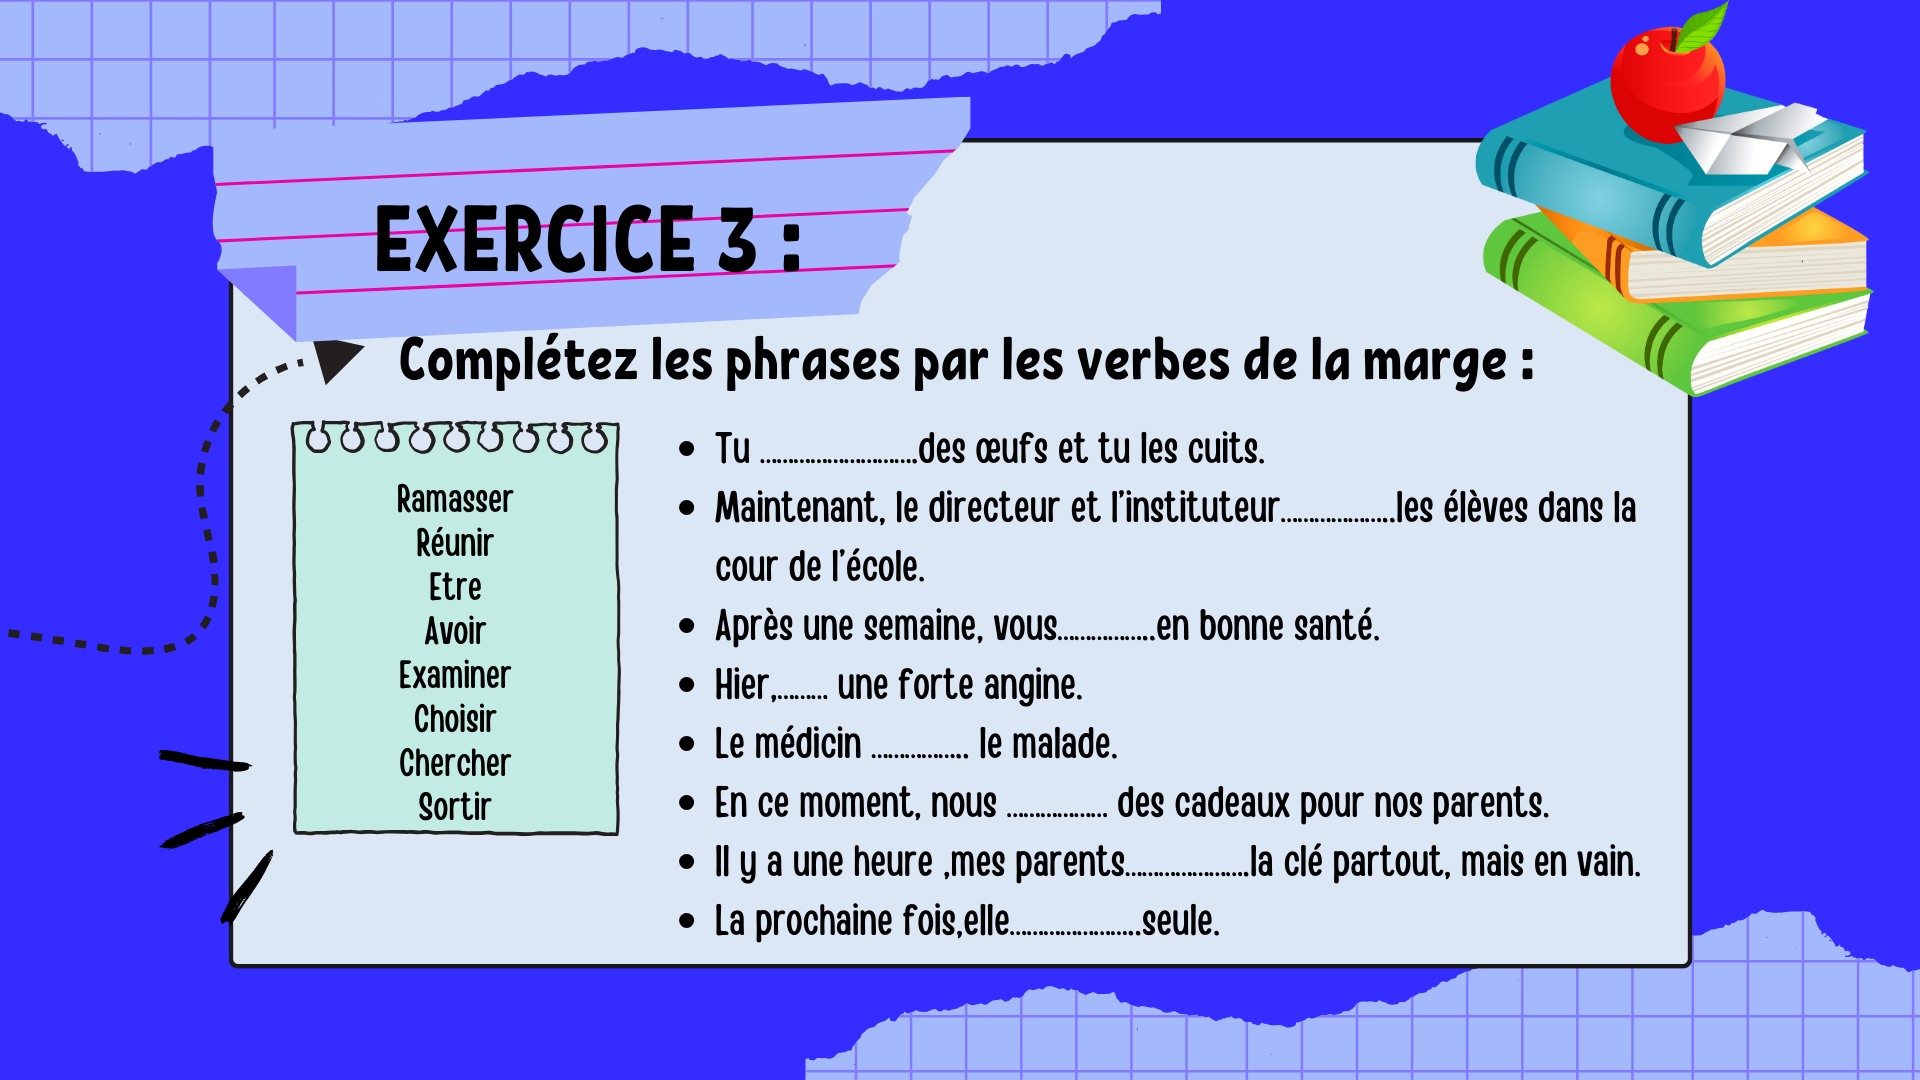 EXERCICE 3 :
Complétez les phrases par les verbes de la marge :
Ramasser
Réunir
Etre
Avoir
Examiner
Choisir
Chercher
Sortir
• Tu ............................des œufs et tu les cuits.
• Maintenant, le directeur et l'instituteur.....................les élèves dans la
cour de l'école.
• Après une semaine, vous..................en bonne santé.
• Hier,......... une forte angine.
• Le médicin ................. le malade.
• En ce moment, nous .................. des cadeaux pour nos parents.
• Il y a une heure ,mes parents......................la clé partout, mais en vain.
• La prochaine fois,elle.......................seule.